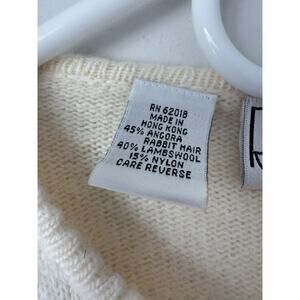 RN 62018
MADE IN
HONG KONG
45% ANGORA
RABBIT HAIR
40% LAMBSWOOL
15% NYLON
CARE REVERSE